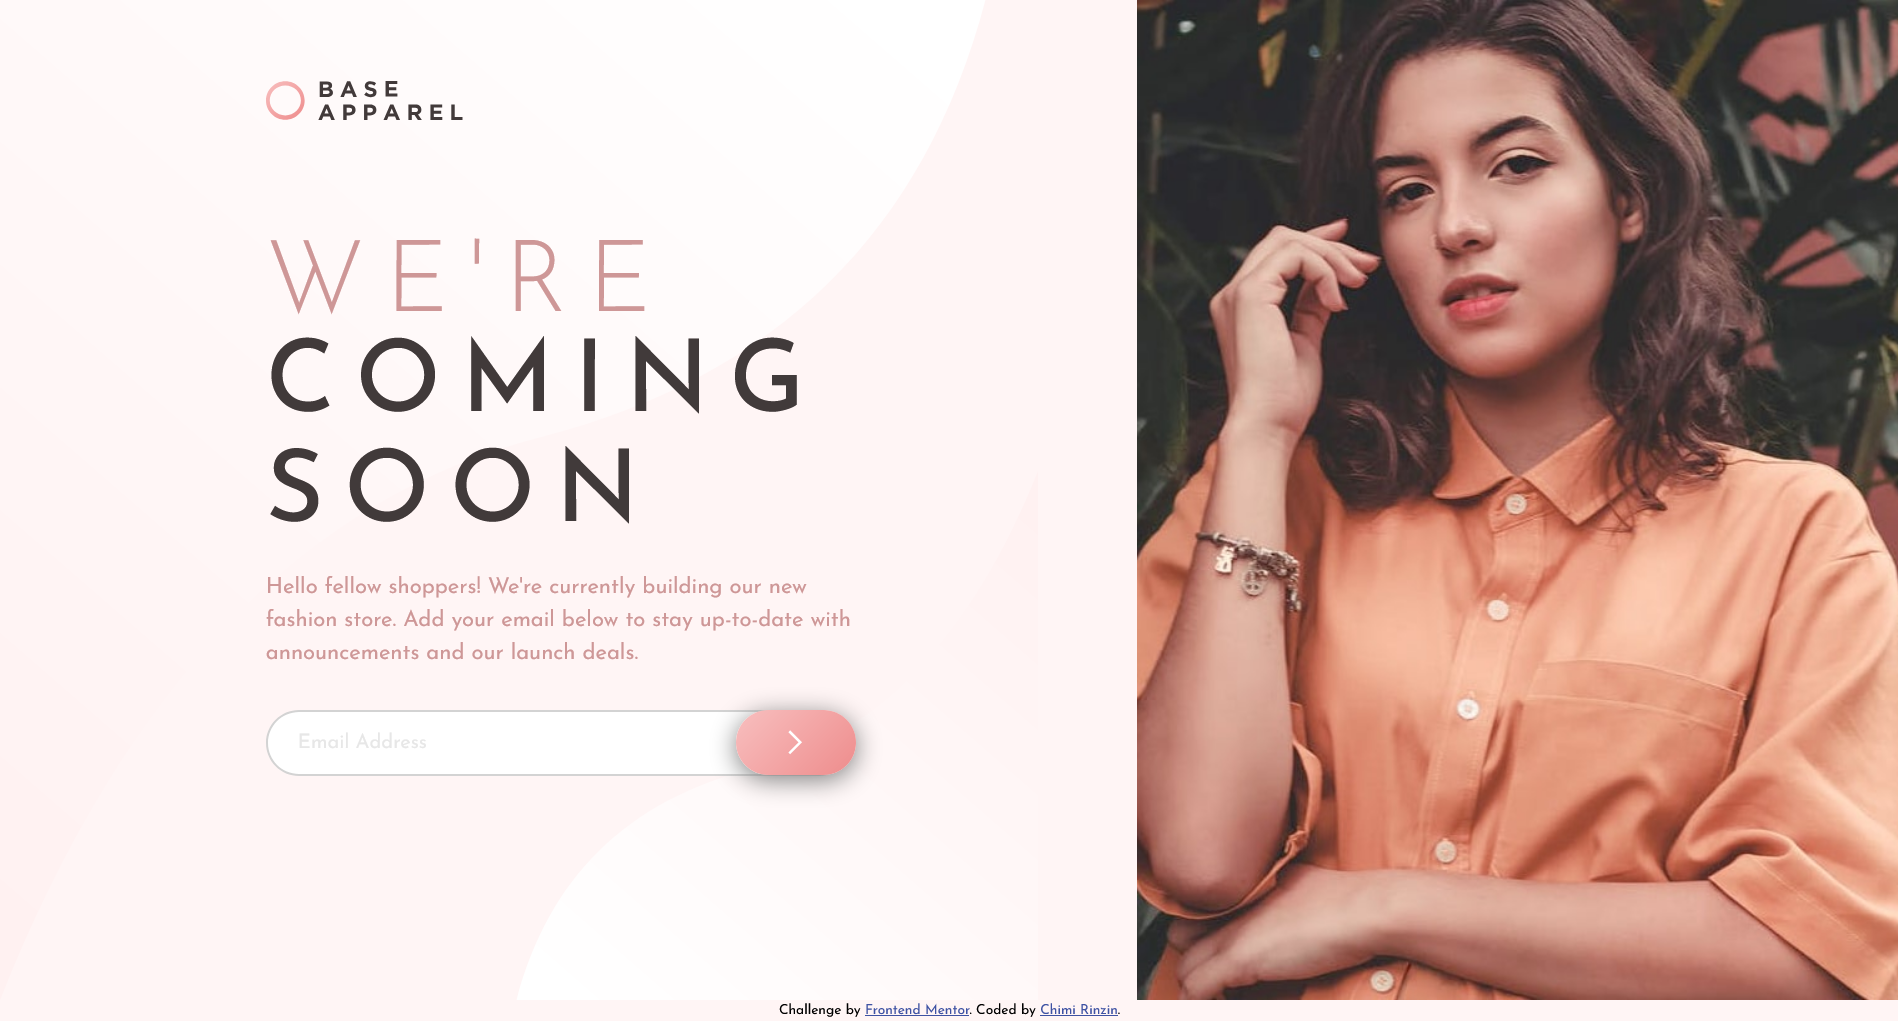 BASE
APPAREL
WE'RE
COMING
SOON
Hello fellow shoppers! We're currently building our new
fashion store. Add your email below to stay up-to-date with
announcements and our launch deals.
Email Address
Challenge by Frontend Mentor. Coded by Chimi Rinzin.